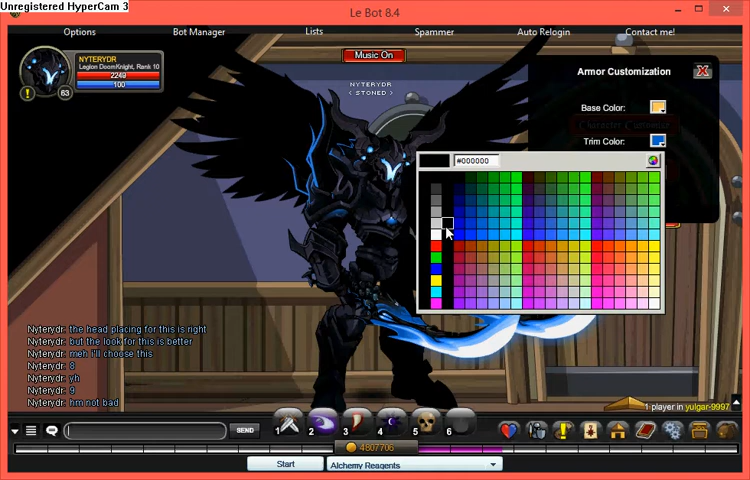 Unregistered HyperCam 3
Le Bot 8.4
Options
Bot Manager
Lists
Spammer
Auto Relogin
Contact me!
Music On
NYTERYDR
Legion DoomKnight, Rank 10
2249
100
63
NYTERYDR
< STONED >
Armor Customization
Base Color:
Trim Color:
#000000
Nyterydr: the head placing for this is right
Nyterydr: but the look for this is better
Nyterydr: meh i'll choose this
Nyterydr: 8
Nyterydr: yh
Nyterydr: 9
Nyterydr: hm not bad
1 player in yulgar-9997
SEND
1
2
3
4
5
6
4807706
Start
Alchemy Reagents